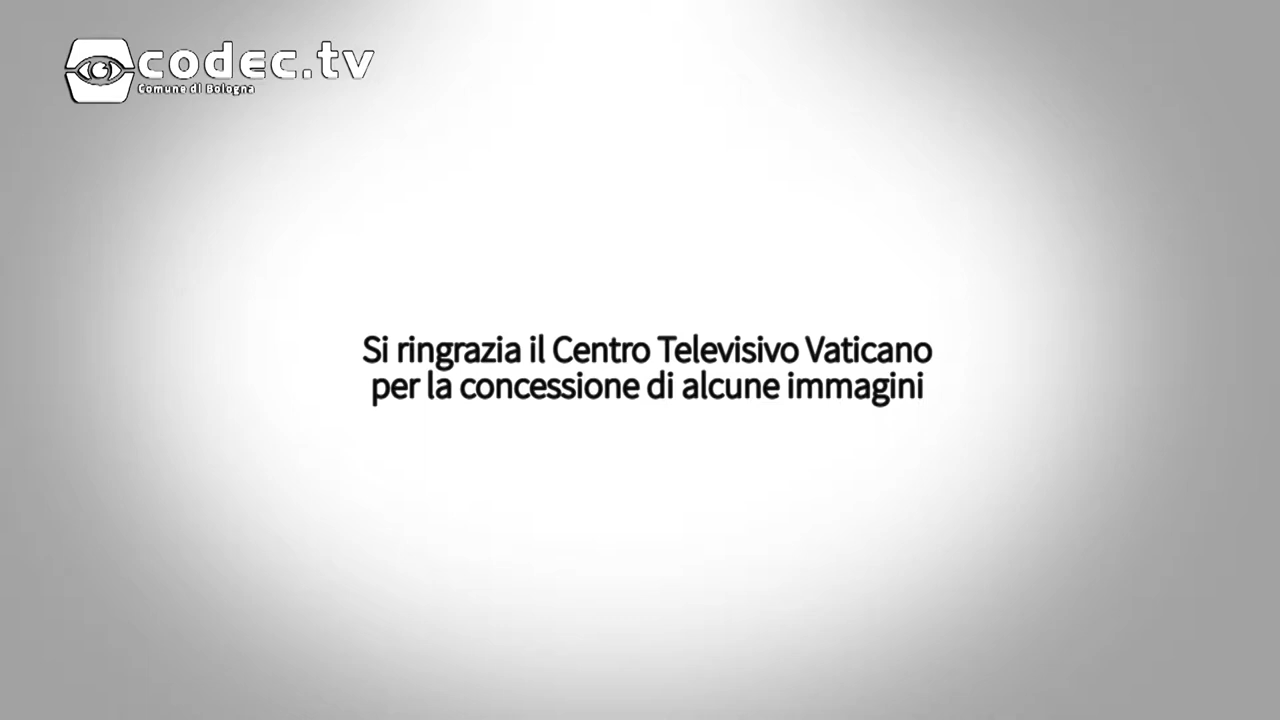 codec.tv
Comune di Bologna
Si ringrazia il Centro Televisivo Vaticano
per la concessione di alcune immagini